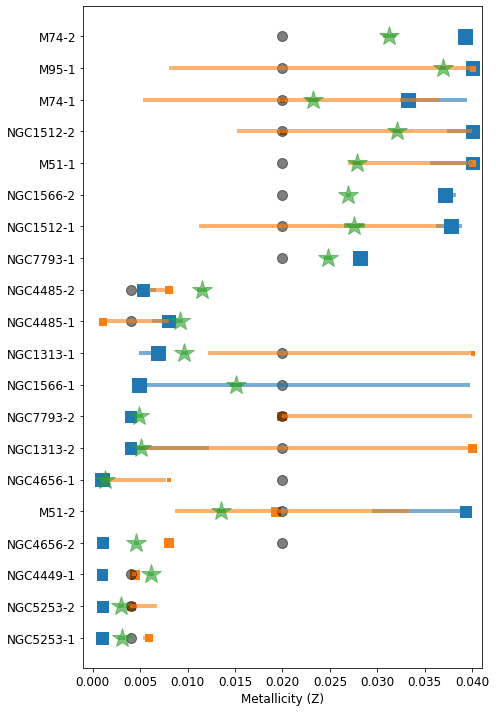 M74-2
M95-1
M74-1
NGC1512-2
M51-1
NGC1566-2
NGC1512-1
NGC7793-1
NGC4485-2
NGC4485-1
NGC1313-1
NGC1566-1
NGC7793-2
NGC1313-2
NGC4656-1
M51-2
NGC4656-2
NGC4449-1
NGC5253-2
NGC5253-1
0.000 0.005 0.010 0.015 0.020 0.025 0.030 0.035 0.040
Metallicity (Z)